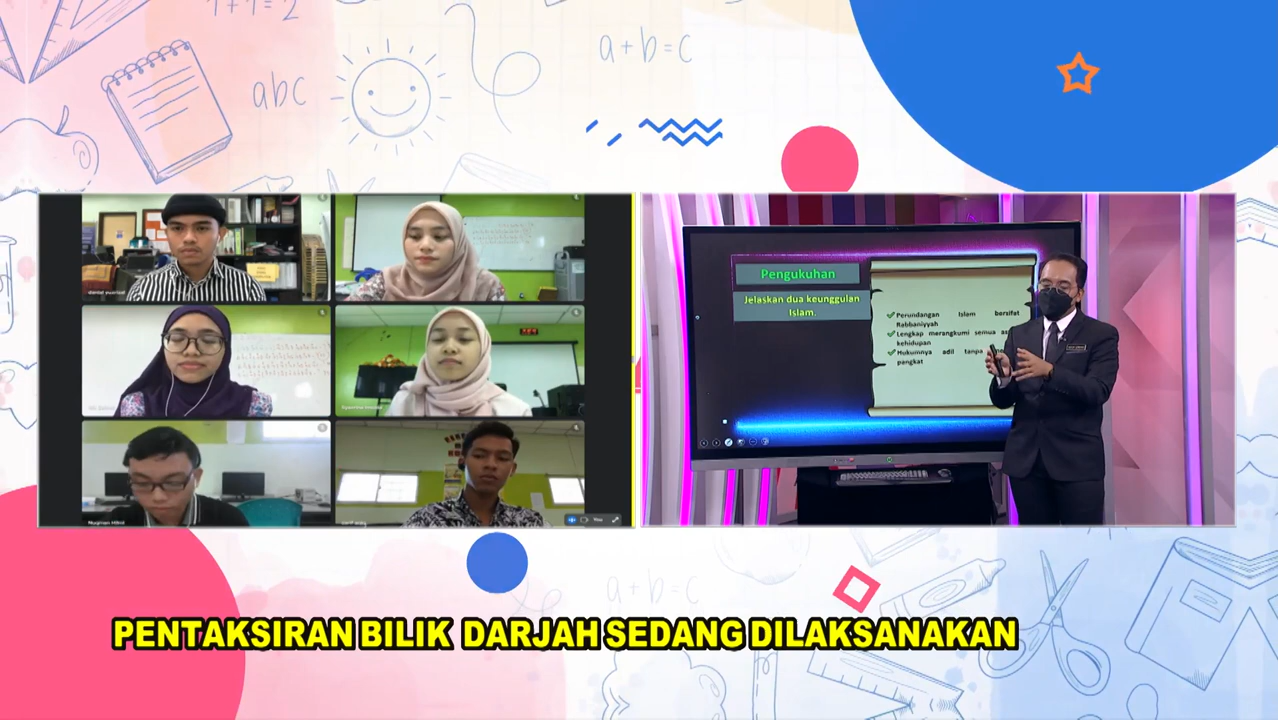 1+1=2
abc
a+b=c
Pengukuhan
Jelaskan dua keunggulan
Islam.
Perundangan Islam bersifat
Rabbaniyyah
Lengkap merangkumi semua
kehidupan
Hukumnya adil tanpa
pangkat
You
a+b=c
PENTAKSIRAN BILIK DARJAH SEDANG DILAKSANAKAN